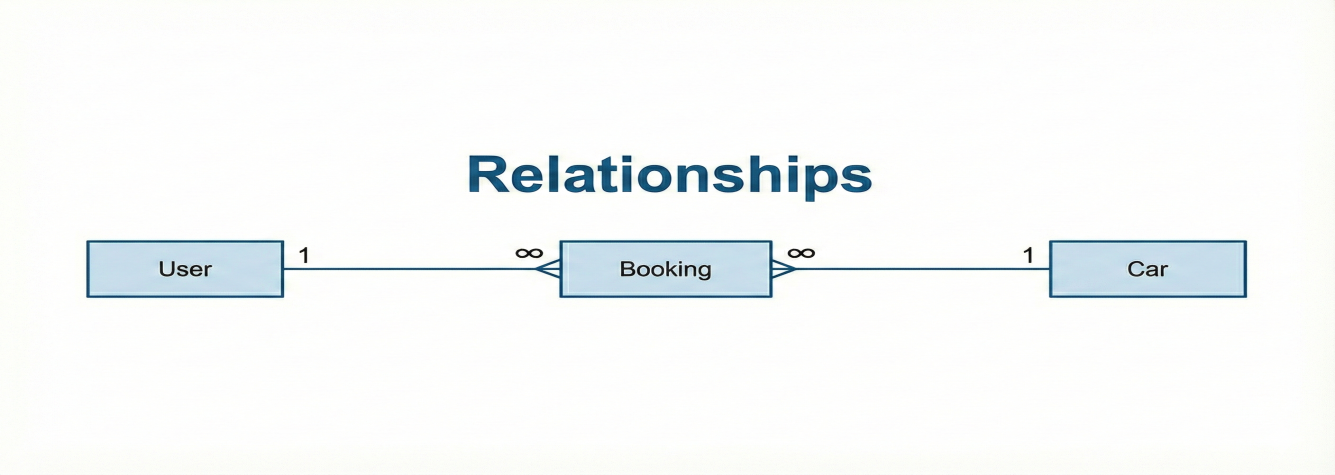 Relationships
1 ∞ ∞ 1
User Booking Car